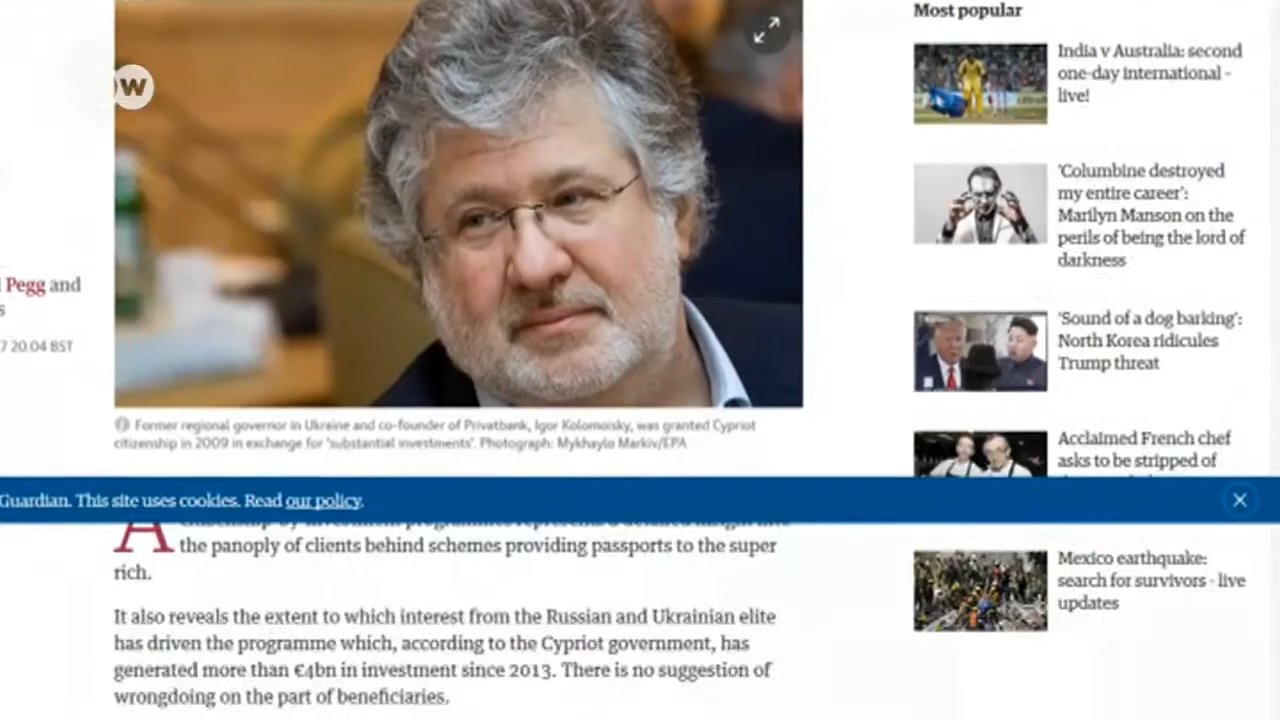 W
Most popular
India v Australia: second
one-day international -
live!
'Columbine destroyed
my entire career':
Marilyn Manson on the
perils of being the lord of
darkness
Pegg and
s
7 20.04 BST
'Sound of a dog barking':
North Korea ridicules
Trump threat
Former regional governor in Ukraine and co-founder of Privatbank, Igor Kolomoisky, was granted Cypriot
citizenship in 2009 in exchange for 'substantial investments'. Photograph: Mykhaylo Markiv/EPA
Acclaimed French chef
asks to be stripped of
Guardian. This site uses cookies. Read our policy.
A
the panoply of clients behind schemes providing passports to the super
rich.
Mexico earthquake:
search for survivors - live
updates
It also reveals the extent to which interest from the Russian and Ukrainian elite
has driven the programme which, according to the Cypriot government, has
generated more than €4bn in investment since 2013. There is no suggestion of
wrongdoing on the part of beneficiaries.